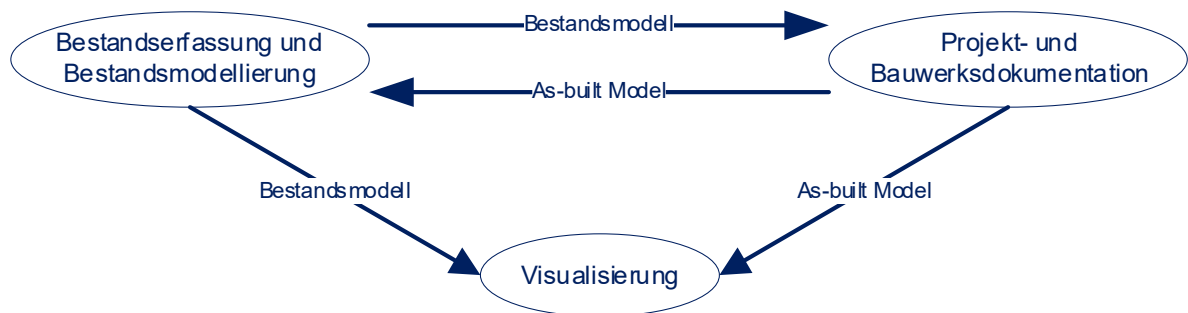 Bestandserfassung und
Bestandsmodellierung
Bestandsmodell
Projekt- und
Bauwerksdokumentation
As-built Model
Bestandsmodell
As-built Model
Visualisierung